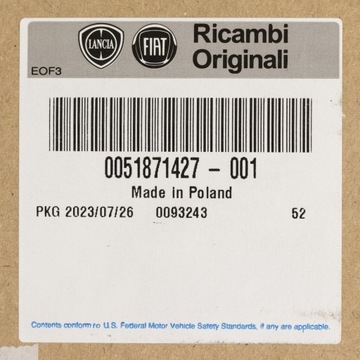 LANCIA FIAT Ricambi
Originali
EOF3
0051871427 - 001
Made in Poland
PKG 2023/07/26 0093243 52
Contents conform to U.S. Federal Motor Vehicle Safety Standards, if any are applicable.